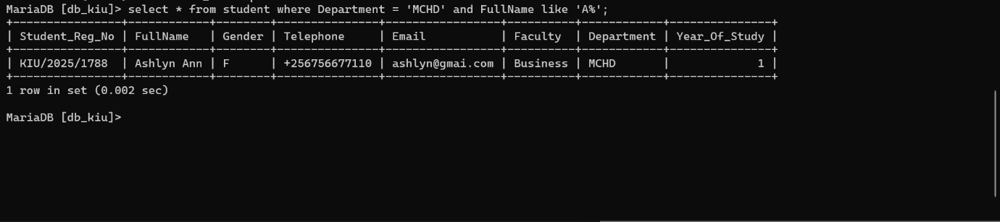 MariaDB [db_kiu]> select * from student where Department = 'MCHD' and FullName like 'A%';
+----------------+------------+--------+---------------+------------------+----------+------------+---------------+
| Student_Reg_No | FullName   | Gender | Telephone     | Email            | Faculty  | Department | Year_Of_Study |
+----------------+------------+--------+---------------+------------------+----------+------------+---------------+
| KIU/2025/1788  | Ashlyn Ann | F      | +256756677110 | ashlyn@gmai.com | Business | MCHD       |             1 |
+----------------+------------+--------+---------------+------------------+----------+------------+---------------+
1 row in set (0.002 sec)
MariaDB [db_kiu]>